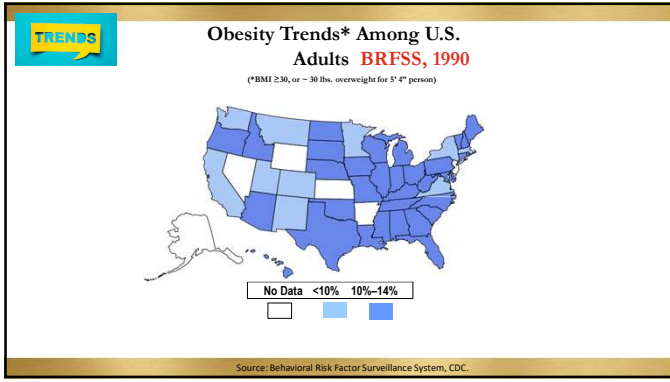 TRENDS
Obesity Trends* Among U.S.
Adults BRFSS, 1990
(*BMI ≥30, or ~ 30 lbs. overweight for 5' 4" person)
No Data <10% 10%–14%
Source: Behavioral Risk Factor Surveillance System, CDC.